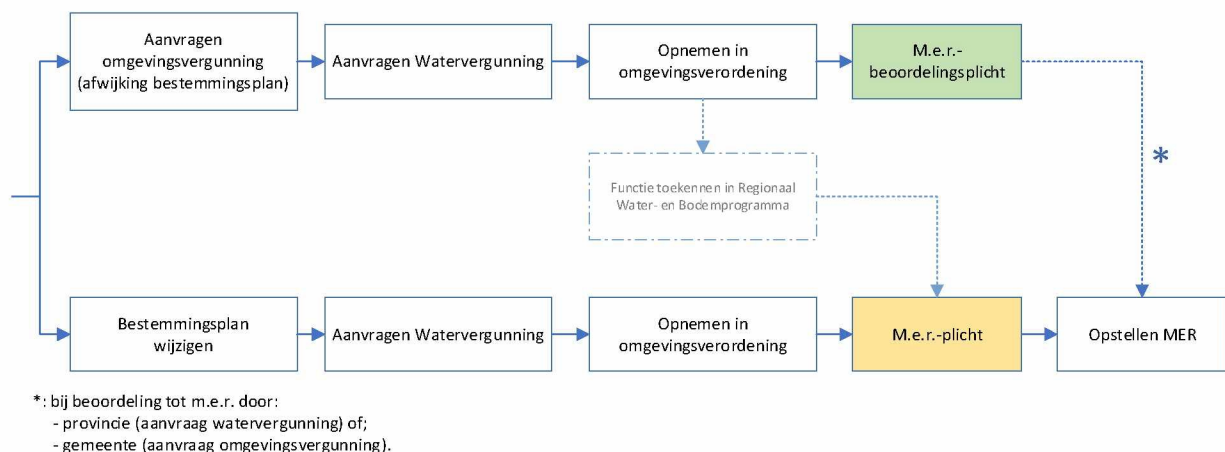 Aanvragen
omgevingsvergunning
(afwijking bestemmingsplan)
Aanvragen Watervergunning
Opnemen in
omgevingsverordening
M.e.r.-
beoordelingsplicht
*
Functie toekennen in Regionaal
Water- en Bodemprogramma
Bestemmingsplan
wijzigen
Aanvragen Watervergunning
Opnemen in
omgevingsverordening
M.e.r.-plicht
Opstellen MER
*: bij beoordeling tot m.e.r. door:
- provincie (aanvraag watervergunning) of;
- gemeente (aanvraag omgevingsvergunning).